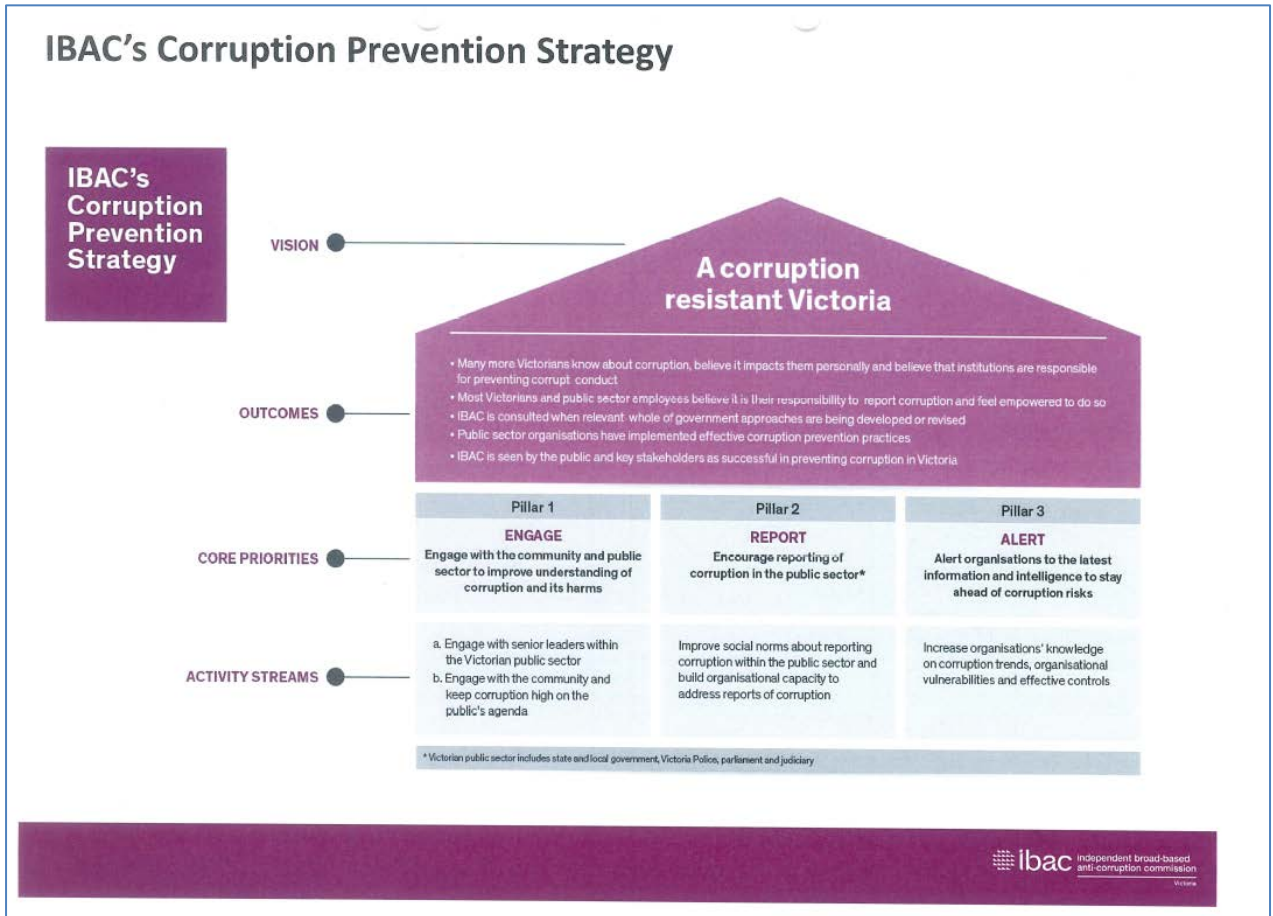 IBAC's Corruption Prevention Strategy
IBAC's
Corruption
Prevention
Strategy
VISION
A corruption
resistant Victoria
OUTCOMES
• Many more Victorians know about corruption, believe it impacts them personally and believe that institutions are responsible
for preventing corrupt conduct
• Most Victorians and public sector employees believe it is their responsibility to report corruption and feel empowered to do so
• IBAC is consulted when relevant whole of government approaches are being developed or revised
• Public sector organisations have implemented effective corruption prevention practices
• IBAC is seen by the public and key stakeholders as successful in preventing corruption in Victoria
CORE PRIORITIES
Pillar 1
ENGAGE
Engage with the community and public
sector to improve understanding of
corruption and its harms
Pillar 2
REPORT
Encourage reporting of
corruption in the public sector*
Pillar 3
ALERT
Alert organisations to the latest
information and intelligence to stay
ahead of corruption risks
ACTIVITY STREAMS
a. Engage with senior leaders within
the Victorian public sector
b. Engage with the community and
keep corruption high on the
public's agenda
Improve social norms about reporting
corruption within the public sector and
build organisational capacity to
address reports of corruption
Increase organisations' knowledge
on corruption trends, organisational
vulnerabilities and effective controls
* Victorian public sector includes state and local government, Victoria Police, parliament and judiciary
ibac
independent broad-based
anti-corruption commission
Victoria